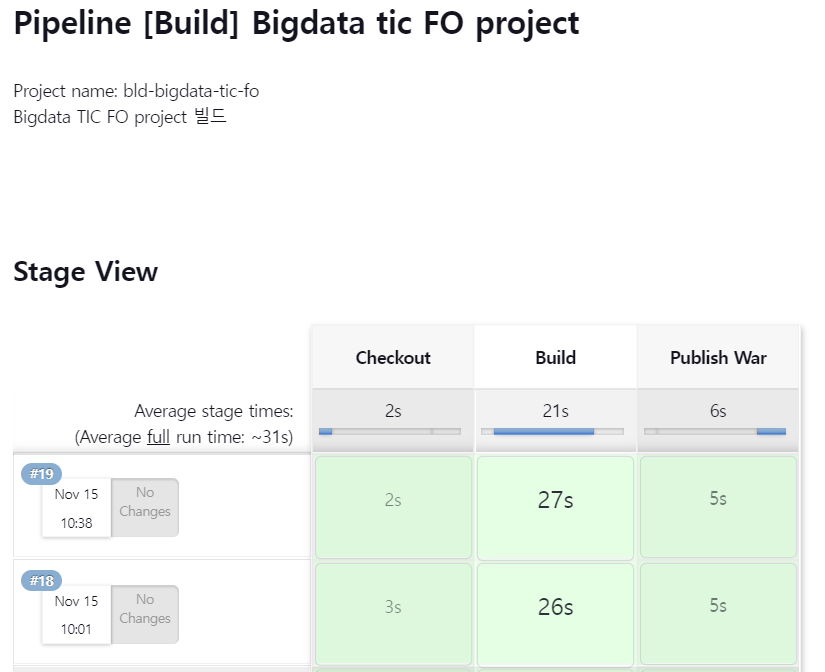 Pipeline [Build] Bigdata tic FO project
Project name: bld-bigdata-tic-fo
Bigdata TIC FO project 빌드
Stage View
Checkout Build Publish War
Average stage times: 2s 21s 6s
(Average full run time: ~31s)
#19
Nov 15 No
Changes
10:38
2s 27s 5s
#18
Nov 15 No
Changes
10:01
3s 26s 5s